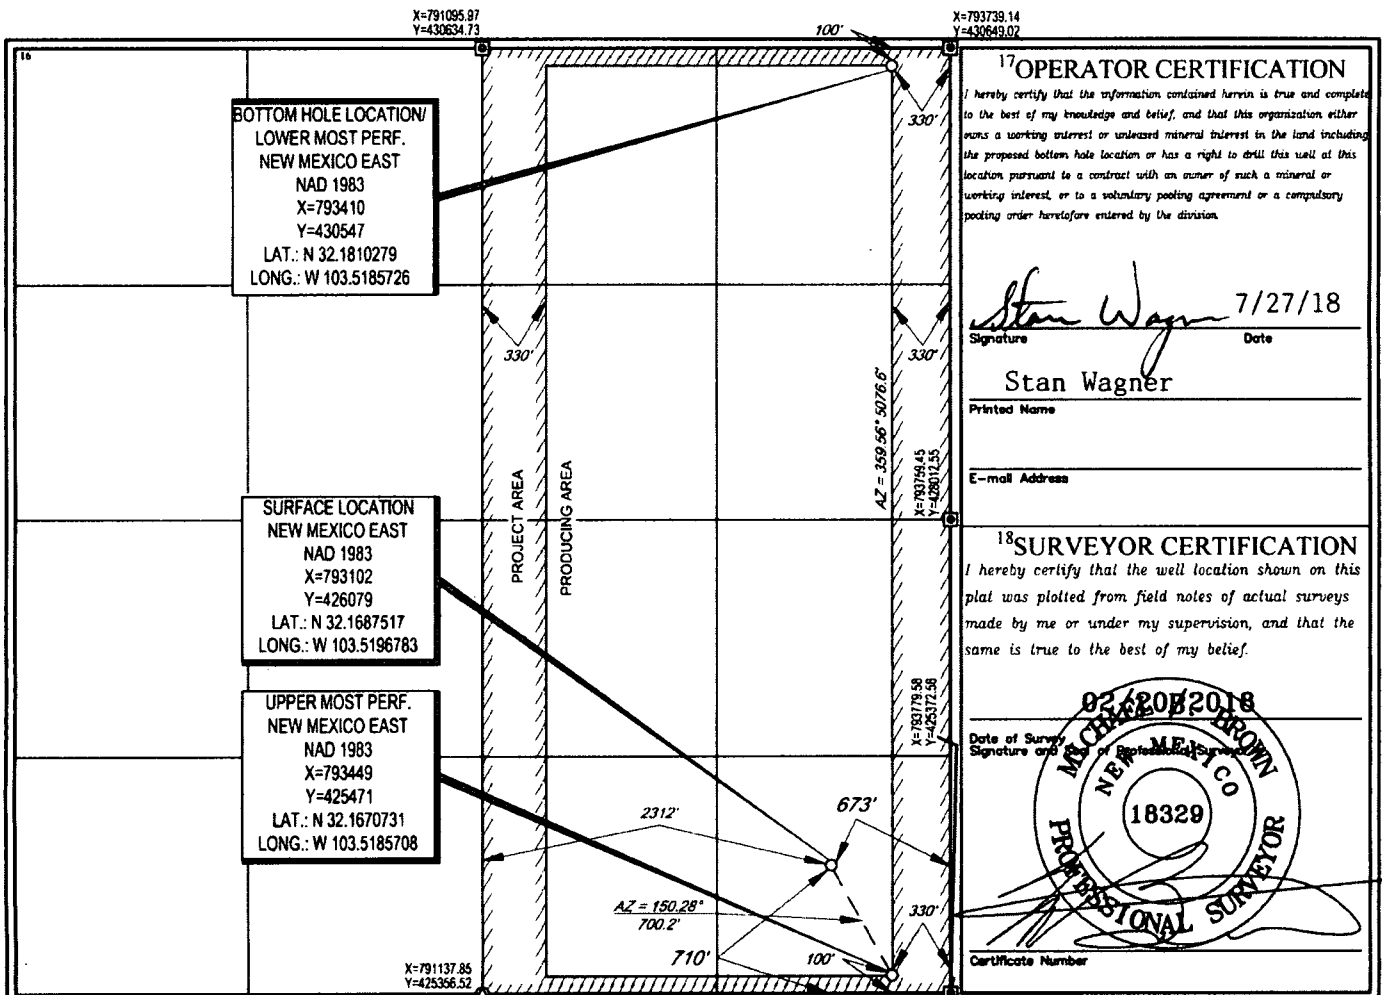 X=791095.97
Y=430634.73
X=793739.14
Y=430649.02
16
100'
330'
BOTTOM HOLE LOCATION/
LOWER MOST PERF.
NEW MEXICO EAST
NAD 1983
X=793410
Y=430547
LAT.: N 32.1810279
LONG.: W 103.5185726
330'
330'
AZ = 359.56° 5076.6'
X=793759.45
Y=428012.55
PROJECT AREA
PRODUCING AREA
SURFACE LOCATION
NEW MEXICO EAST
NAD 1983
X=793102
Y=426079
LAT.: N 32.1687517
LONG.: W 103.5196783
UPPER MOST PERF.
NEW MEXICO EAST
NAD 1983
X=793449
Y=425471
LAT.: N 32.1670731
LONG.: W 103.5185708
X=793779.58
Y=425372.58
2312'
673'
AZ = 150.28°
700.2'
330'
710'
100'
X=791137.85
Y=425356.52
17 OPERATOR CERTIFICATION
I hereby certify that the information contained herein is true and complete
to the best of my knowledge and belief, and that this organization either
owns a working interest or unleased mineral interest in the land including
the proposed bottom hole location or has a right to drill this well at this
location pursuant to a contract with an owner of such a mineral or
working interest, or to a voluntary pooling agreement or a compulsory
pooling order heretofore entered by the division.
Stan Wagner 7/27/18
Signature Date
Stan Wagner
Printed Name
E-mail Address
18 SURVEYOR CERTIFICATION
I hereby certify that the well location shown on this
plat was plotted from field notes of actual surveys
made by me or under my supervision, and that the
same is true to the best of my belief.
02/20/2018
Date of Survey
Signature and Seal of Professional Surveyor
MICHAEL BROWN
NEW MEXICO
18329
PROFESSIONAL SURVEYOR
Certificate Number